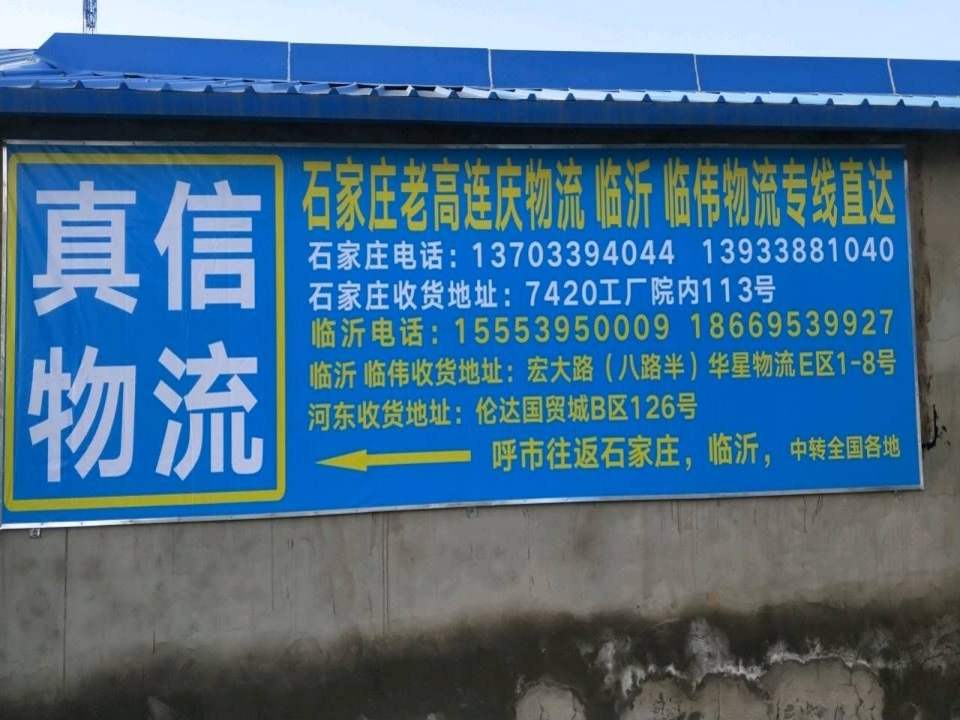 真信
物流
石家庄老高连庆物流 临沂 临伟物流专线直达
石家庄电话：13703394044 13933881040
石家庄收货地址：7420工厂院内113号
临沂电话：15553950009 18669539927
临沂 临伟收货地址：宏大路（八路半）华星物流E区1-8号
河东收货地址：伦达国贸城B区126号
呼市往返石家庄，临沂，中转全国各地